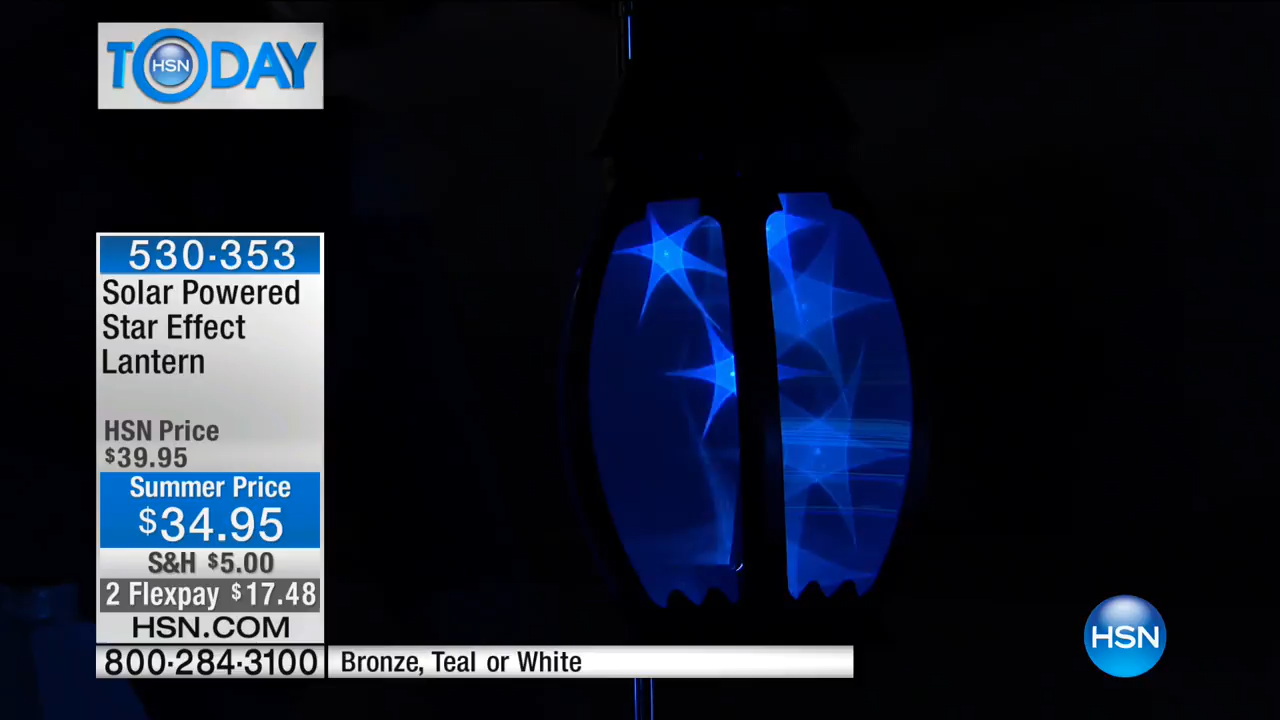 TODAY
HSN
530·353
Solar Powered
Star Effect
Lantern
HSN Price
$39.95
Summer Price
$34.95
S&H $5.00
2 Flexpay $17.48
HSN.COM
800·284·3100
Bronze, Teal or White
HSN